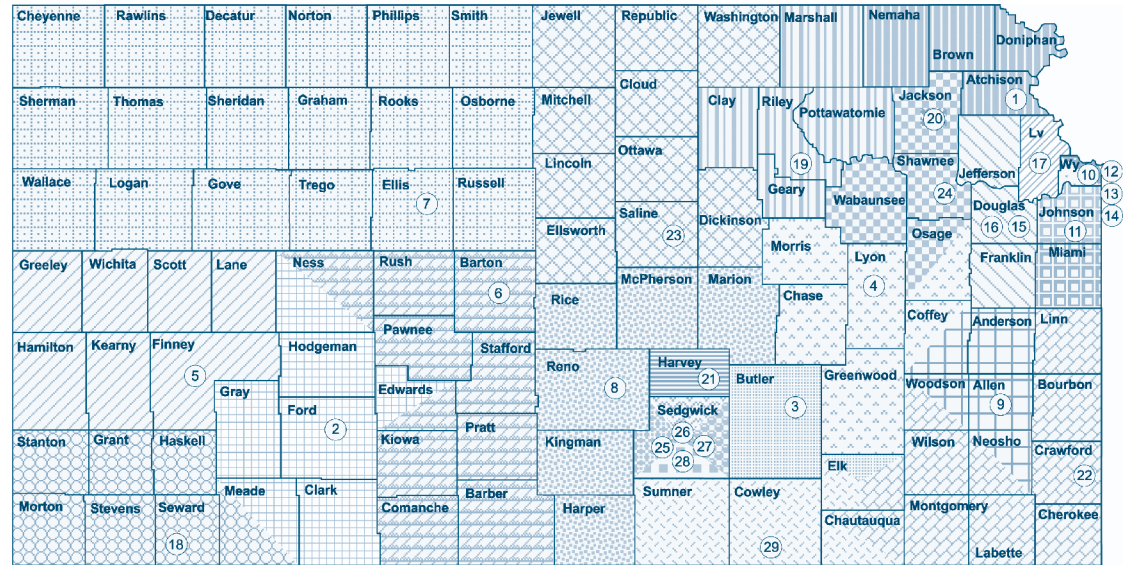 Cheyenne Rawlins Decatur Norton Phillips Smith Jewell Republic Washington Marshall Nemaha Brown Doniphan
Sherman Thomas Sheridan Graham Rooks Osborne Mitchell Cloud Clay Riley Pottawatomie Jackson Atchison
20 1
Lincoln Ottawa 19 Shawnee Jefferson Lv 17 Wy 10 12
Wallace Logan Gove Trego Ellis Russell Geary Wabaunsee 24 13
7
Ellsworth Saline Dickinson Douglas Johnson 14
23 16 15 11
Morris Osage
Greeley Wichita Scott Lane Ness Rush Barton McPherson Marion Lyon Franklin Miami
6 4
Rice Chase
Pawnee Coffey Anderson Linn
Hamilton Kearny Finney Hodgeman Stafford
5
Reno Harvey Butler Greenwood Woodson Allen Bourbon
8 21 3 9
Gray Edwards
Ford Sedgwick
2 26
Stanton Grant Haskell Kiowa Pratt Kingman 25 27 Wilson Neosho Crawford
28 22
Elk
Meade Clark Barber Sumner Cowley
Morton Stevens Seward Comanche Harper Chautauqua Montgomery Cherokee
18 29
Labette